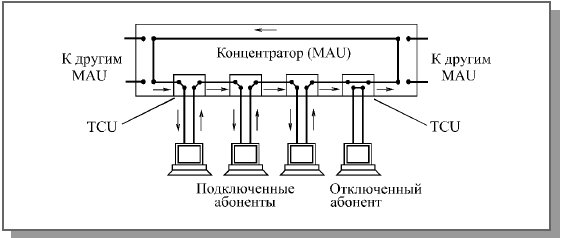 К другим
MAU
Концентратор (MAU)
К другим
MAU
TCU
TCU
Подключенные
абоненты
Отключенный
абонент